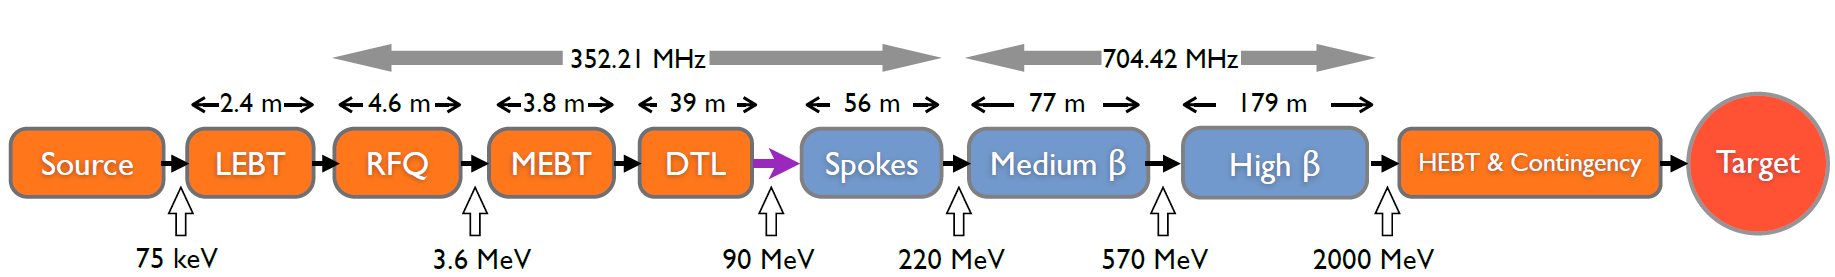 352.21 MHz
704.42 MHz
2.4 m
4.6 m
3.8 m
39 m
56 m
77 m
179 m
Source
LEBT
RFQ
MEBT
DTL
Spokes
Medium β
High β
HEBT & Contingency
Target
75 keV
3.6 MeV
90 MeV
220 MeV
570 MeV
2000 MeV